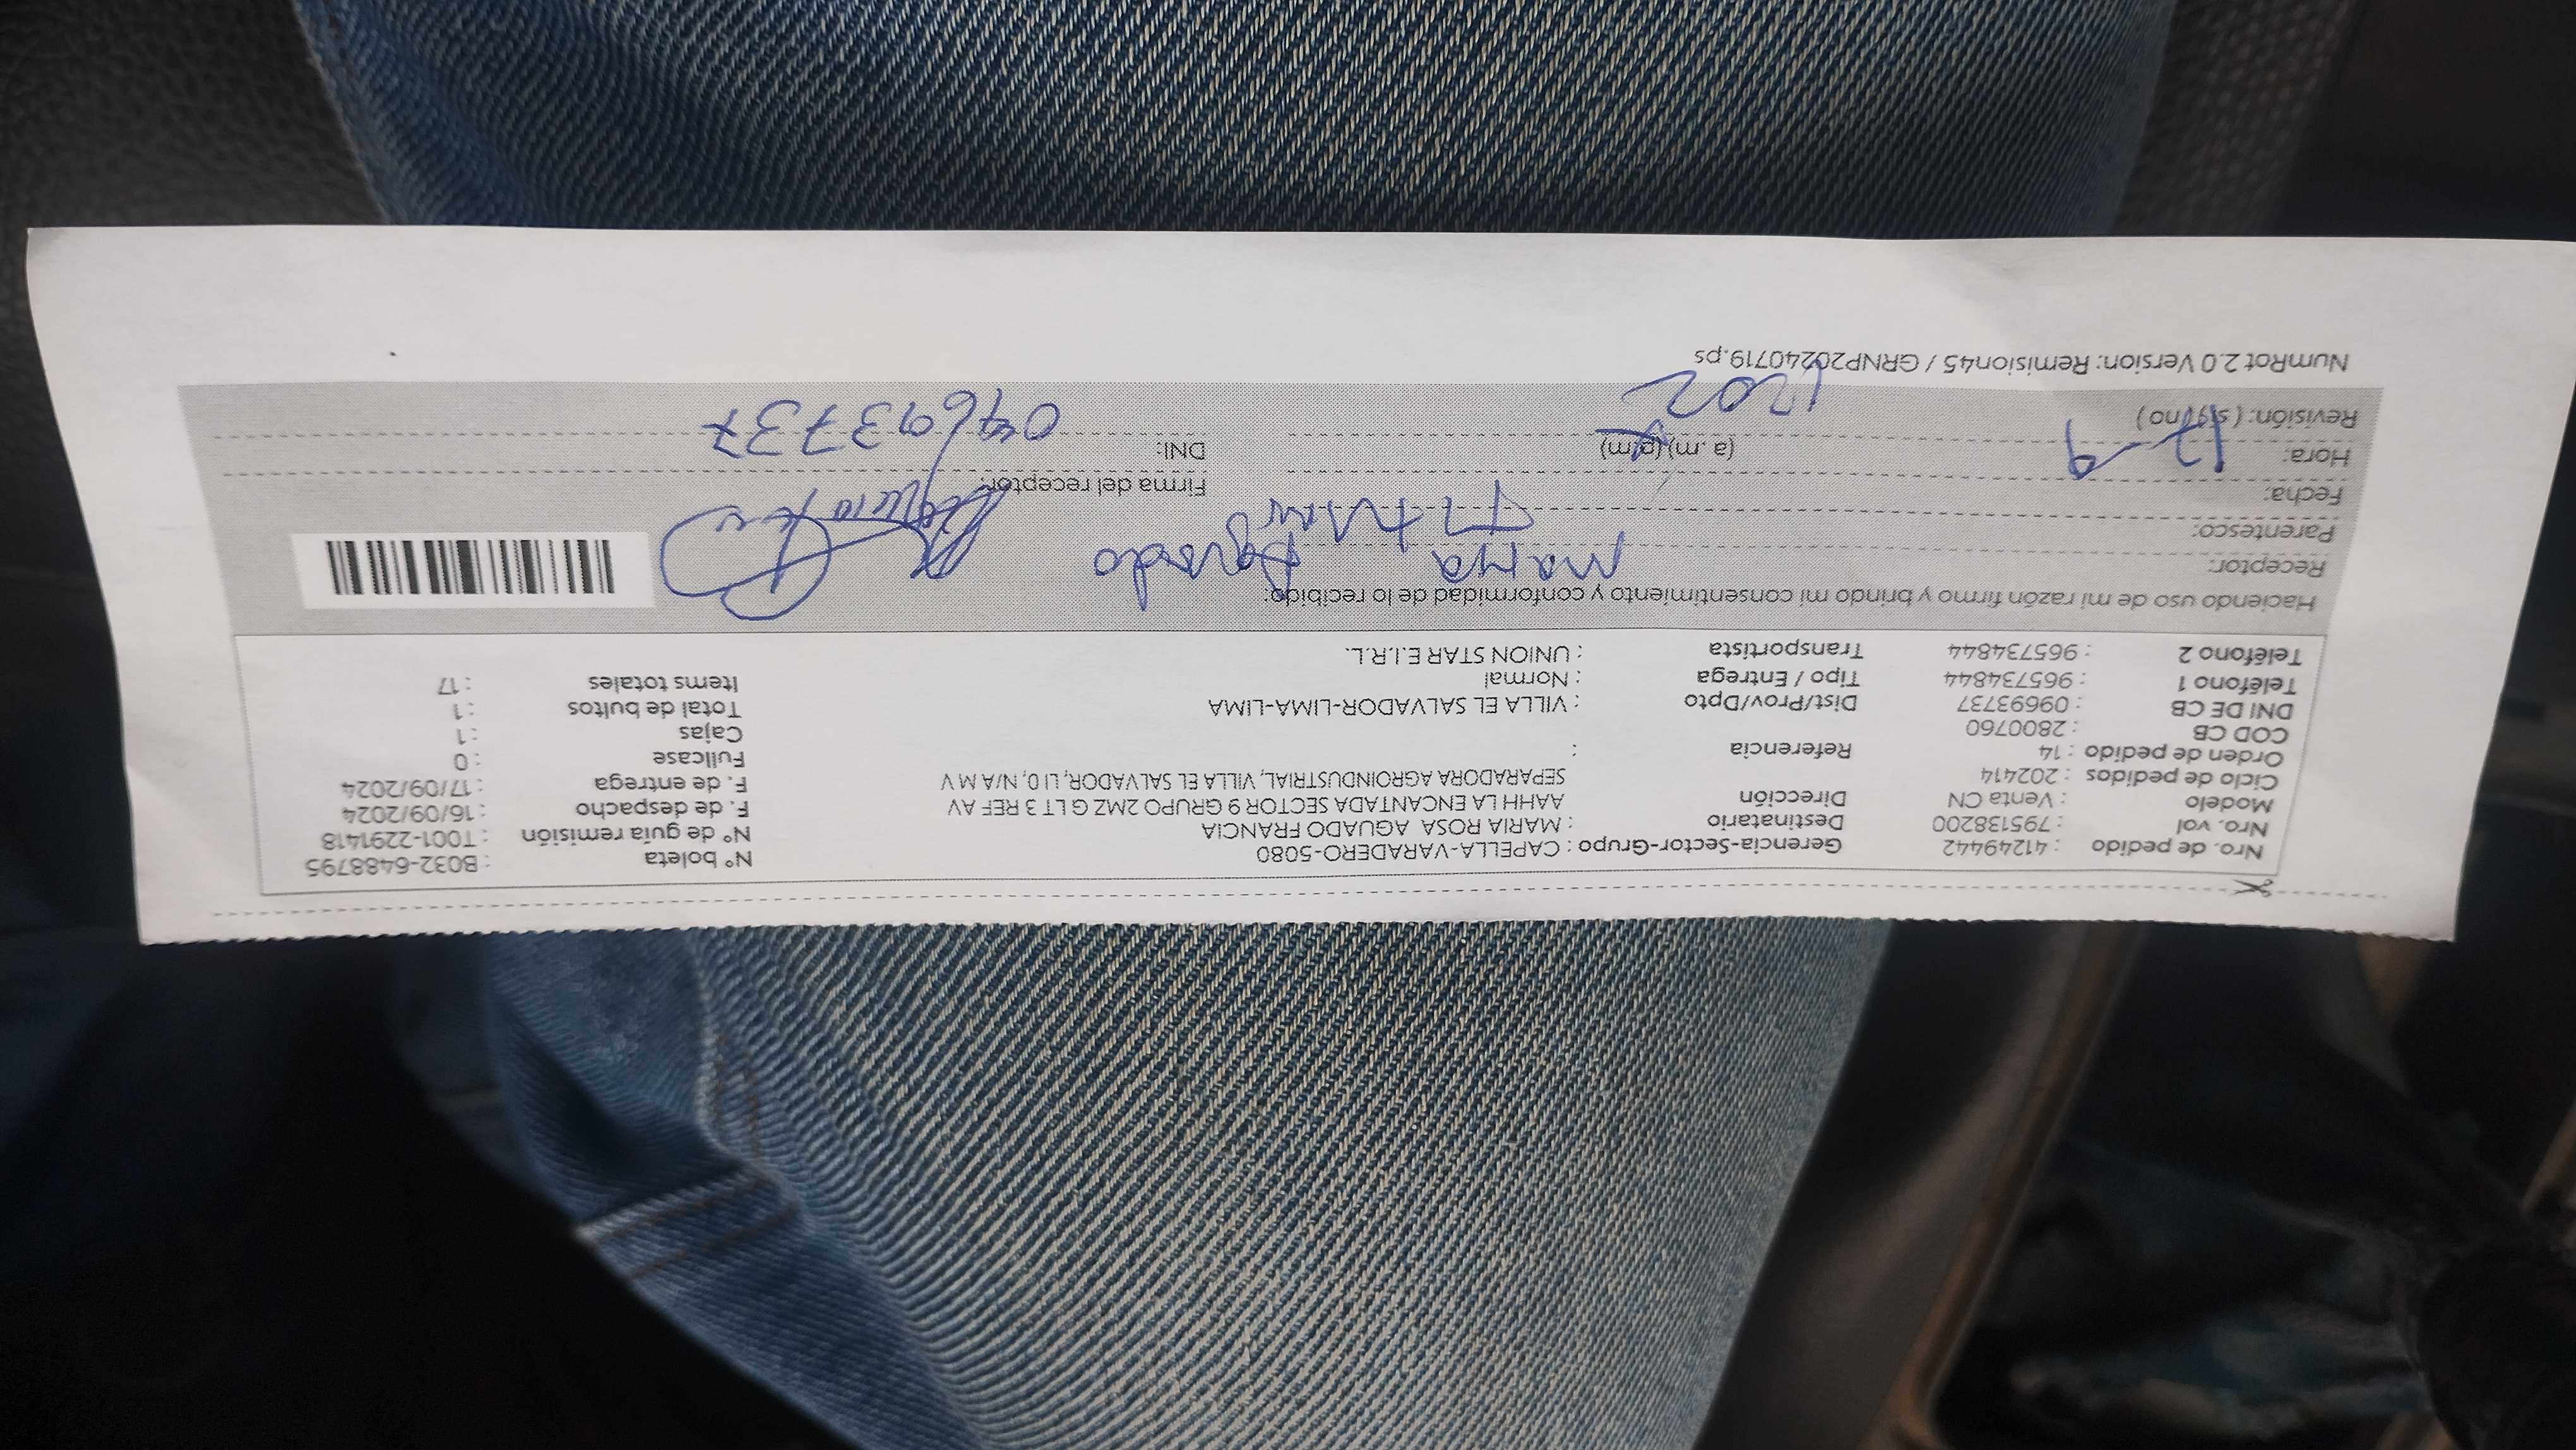 Nro. de pedido : 41249442 Gerencia-Sector-Grupo : CAPELLA-VARADERO-5080 N° boleta : B032-6488795
Nro. vol : 795138200 Destinatario : MARIA ROSA AGUADO FRANCIA N° de guía remisión : T001-2291418
Modelo : Venta CN Dirección AAHH LA ENCANTADA SECTOR 9 GRUPO 2MZ G LT 3 REF AV F. de despacho : 16/09/2024
Ciclo de pedidos : 202414 SEPARADORA AGROINDUSTRIAL, VILLA EL SALVADOR, LI 0, N/A M V F. de entrega : 17/09/2024
Orden de pedido : 14 Referencia : Fullcase : 0
COD CB : 2800760 Cajas : 1
DNI DE CB : 09693737 Dist/Prov/Dpto : VILLA EL SALVADOR-LIMA-LIMA Total de bultos : 1
Teléfono 1 : 965734844 Tipo / Entrega : Normal Items totales : 17
Teléfono 2 : 965734844 Transportista : UNION STAR E.I.R.L.
Haciendo uso de mi razón firmo y brindo mi consentimiento y conformidad de lo recibido:
Receptor: Maria Aguado
Parentesco: Titular
Fecha: 17-9 Firma del receptor:
Hora: 1202 (a.m) (p.m) DNI: 09693737
Revisión: ( si / no )
NumRot 2.0 Version: Remision45 / GRNP20240719.ps